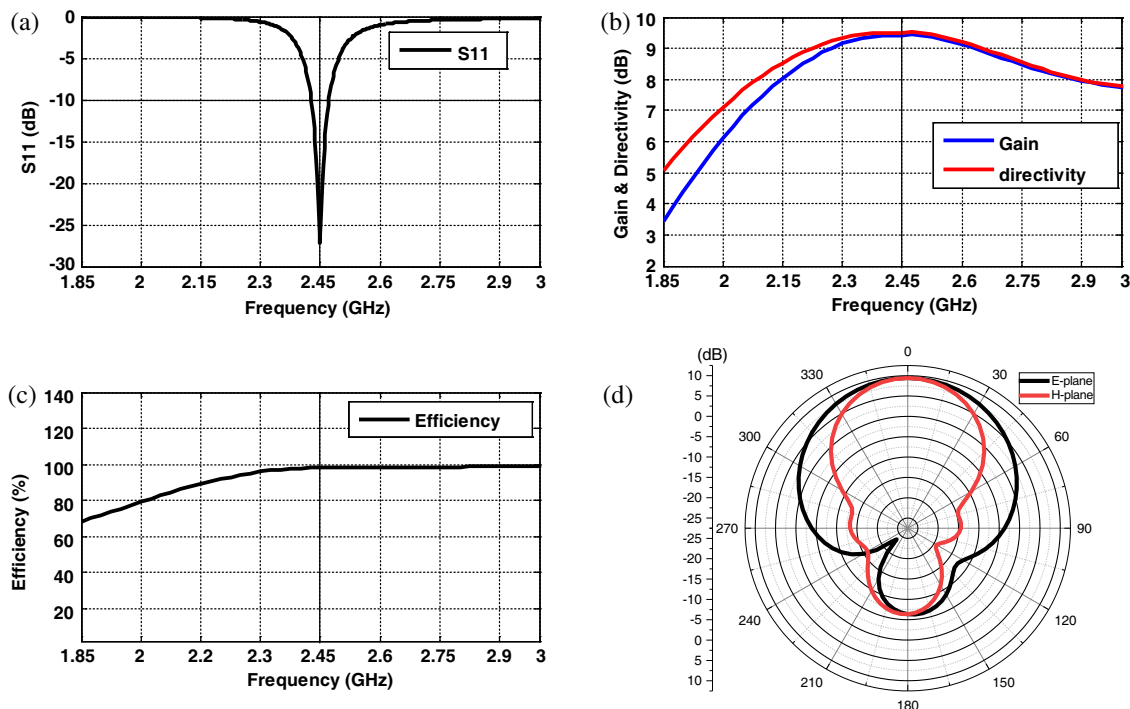 (a)
0
-5
-10
-15
-20
-25
-30
S11 (dB)
S11
1.85 2 2.15 2.3 2.45 2.6 2.75 2.9 3
Frequency (GHz)
(b)
10
9
8
7
6
5
4
3
2
Gain & Directivity (dB)
Gain
directivity
1.85 2 2.15 2.3 2.45 2.6 2.75 2.9 3
Frequency (GHz)
(c)
140
120
100
80
60
40
20
Efficiency (%)
Efficiency
1.85 2 2.2 2.3 2.45 2.6 2.75 2.9 3
Frequency (GHz)
(d)
(dB)
10
5
0
-5
-10
-15
-20
-25
-25
-20
-15
-10
-5
0
5
10
0
30
60
90
120
150
180
210
240
270
300
330
E-plane
H-plane